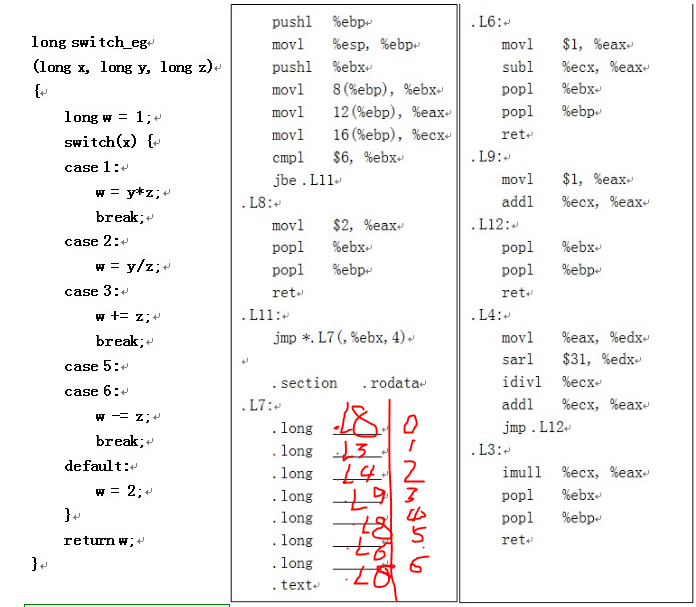 long switch_eg
(long x, long y, long z)
{
long w = 1;
switch(x) {
case 1:
w = y*z;
break;
case 2:
w = y/z;
case 3:
w += z;
break;
case 5:
case 6:
w -= z;
break;
default:
w = 2;
}
return w;
}
pushl %ebp
movl %esp, %ebp
pushl %ebx
movl 8(%ebp), %ebx
movl 12(%ebp), %eax
movl 16(%ebp), %ecx
cmpl $6, %ebx
jbe .L11
.L8:
movl $2, %eax
popl %ebx
popl %ebp
ret
.L11:
jmp *.L7(,%ebx,4)
.section .rodata
.L7:
.long .L8 0
.long .L3 1
.long L4 2
.long L9 3
.long L8 4
.long .L6 5
.long .L6 6
.text
.L6:
movl $1, %eax
subl %ecx, %eax
popl %ebx
popl %ebp
ret
.L9:
movl $1, %eax
addl %ecx, %eax
.L12:
popl %ebx
popl %ebp
ret
.L4:
movl %eax, %edx
sarl $31, %edx
idivl %ecx
addl %ecx, %eax
jmp .L12
.L3:
imull %ecx, %eax
popl %ebx
popl %ebp
ret